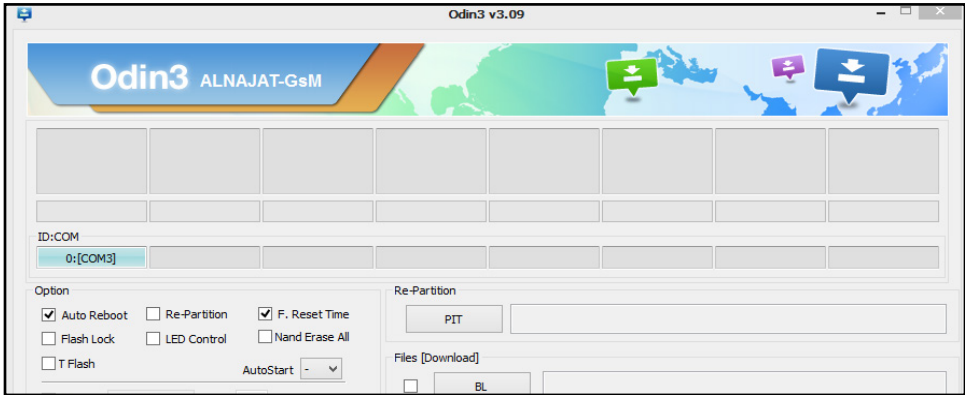 Odin3 v3.09
Odin3 ALNAJAT-GsM
ID:COM
0:[COM3]
Option
Auto Reboot
Re-Partition
F. Reset Time
Flash Lock
LED Control
Nand Erase All
T Flash
AutoStart -
Re-Partition
PIT
Files [Download]
BL